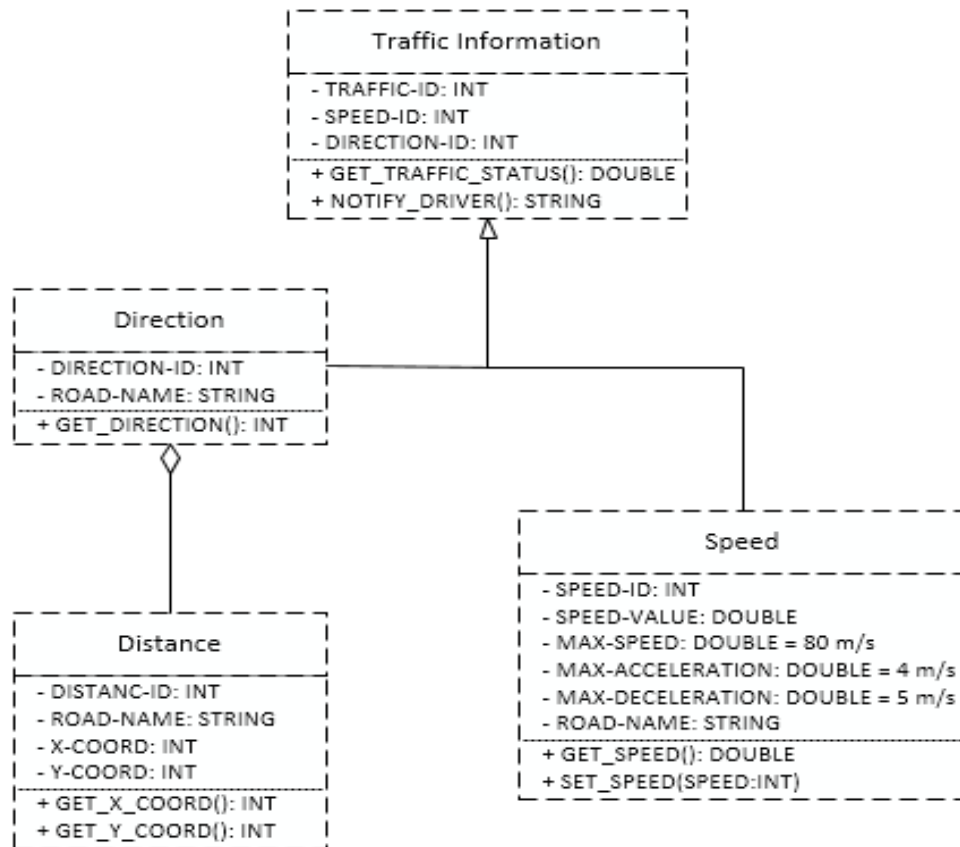 Traffic Information
- TRAFFIC-ID: INT
- SPEED-ID: INT
- DIRECTION-ID: INT
+ GET_TRAFFIC_STATUS(): DOUBLE
+ NOTIFY_DRIVER(): STRING
Direction
- DIRECTION-ID: INT
- ROAD-NAME: STRING
+ GET_DIRECTION(): INT
Distance
- DISTANC-ID: INT
- ROAD-NAME: STRING
- X-COORD: INT
- Y-COORD: INT
+ GET_X_COORD(): INT
+ GET_Y_COORD(): INT
Speed
- SPEED-ID: INT
- SPEED-VALUE: DOUBLE
- MAX-SPEED: DOUBLE = 80 m/s
- MAX-ACCELERATION: DOUBLE = 4 m/s
- MAX-DECELERATION: DOUBLE = 5 m/s
- ROAD-NAME: STRING
+ GET_SPEED(): DOUBLE
+ SET_SPEED(SPEED:INT)